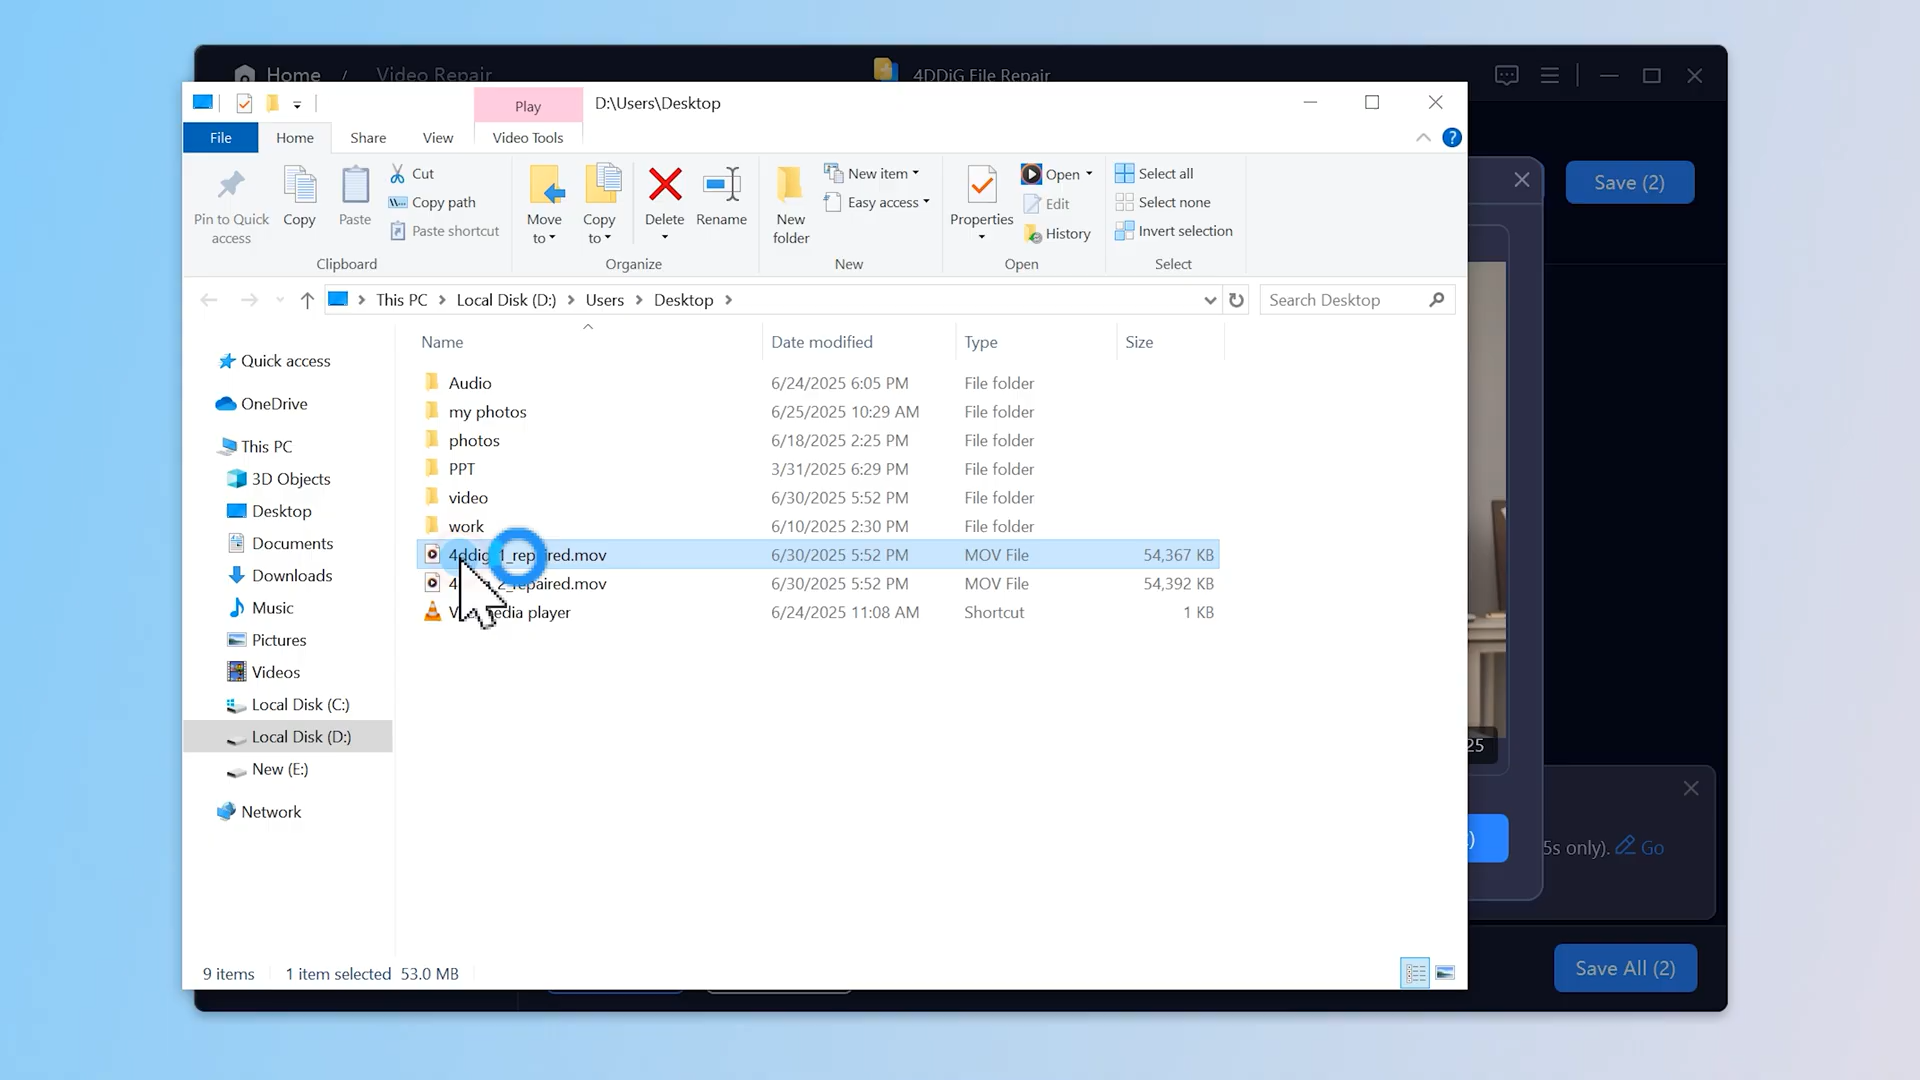 Home / Video Repair
4DDiG File Repair
Play
D:\Users\Desktop
File
Home
Share
View
Video Tools
Pin to Quick
access
Copy
Paste
Cut
Copy path
Paste shortcut
Clipboard
Move
to
Copy
to
Delete
Rename
Organize
New
folder
New item
Easy access
New
Properties
Open
Edit
History
Open
Select all
Select none
Invert selection
Select
Save (2)
This PC
Local Disk (D:)
Users
Desktop
Search Desktop
Name
Date modified
Type
Size
Quick access
OneDrive
This PC
3D Objects
Desktop
Documents
Downloads
Music
Pictures
Videos
Local Disk (C:)
Local Disk (D:)
New (E:)
Network
Audio 6/24/2025 6:05 PM File folder
my photos 6/25/2025 10:29 AM File folder
photos 6/18/2025 2:25 PM File folder
PPT 3/31/2025 6:29 PM File folder
video 6/30/2025 5:52 PM File folder
work 6/10/2025 2:30 PM File folder
6/30/2025 5:52 PM MOV File 54,367 KB
6/30/2025 5:52 PM MOV File 54,392 KB
media player 6/24/2025 11:08 AM Shortcut 1 KB
25
5s only). Go
9 items 1 item selected 53.0 MB
Save All (2)